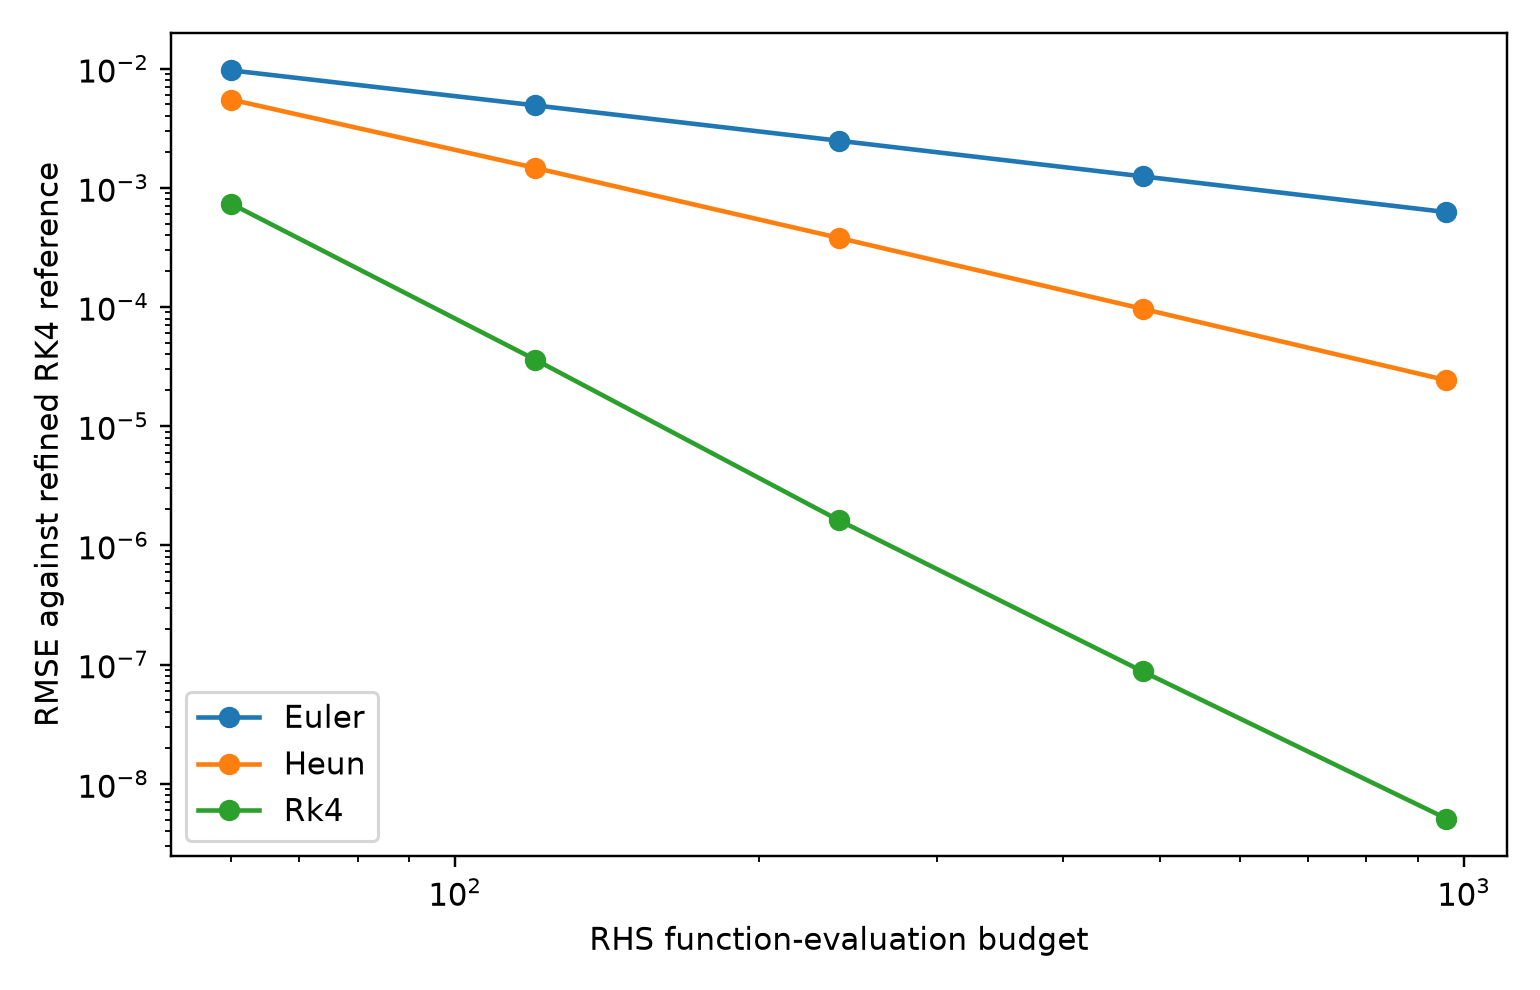 10⁻²
10⁻³
10⁻⁴
10⁻⁵
10⁻⁶
10⁻⁷
10⁻⁸
RMSE against refined RK4 reference
Euler
Heun
Rk4
10² 10³
RHS function-evaluation budget